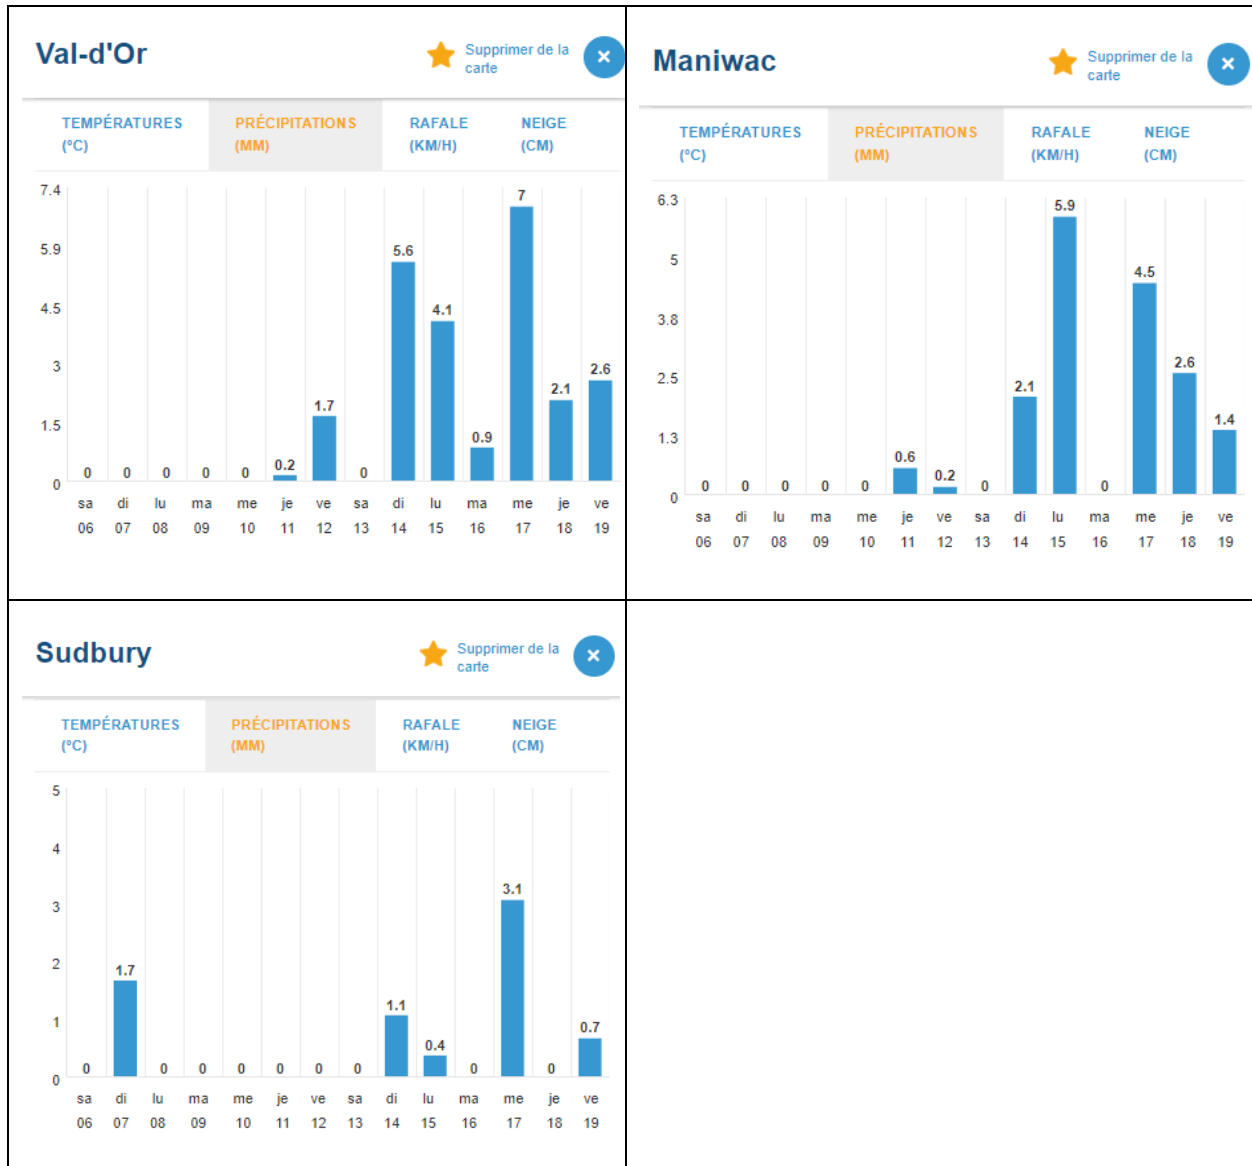 Val-d'Or
Supprimer de la
carte
TEMPÉRATURES
(°C)
PRÉCIPITATIONS
(MM)
RAFALE
(KM/H)
NEIGE
(CM)
7.4
5.9
4.5
3
1.5
0
0 0 0 0 0 0.2 1.7 0 5.6 4.1 0.9 7 2.1 2.6
sa di lu ma me je ve sa di lu ma me je ve
06 07 08 09 10 11 12 13 14 15 16 17 18 19
Maniwac
Supprimer de la
carte
TEMPÉRATURES
(°C)
PRÉCIPITATIONS
(MM)
RAFALE
(KM/H)
NEIGE
(CM)
6.3
5
3.8
2.5
1.3
0
0 0 0 0 0 0.6 0.2 0 2.1 5.9 0 4.5 2.6 1.4
sa di lu ma me je ve sa di lu ma me je ve
06 07 08 09 10 11 12 13 14 15 16 17 18 19
Sudbury
Supprimer de la
carte
TEMPÉRATURES
(°C)
PRÉCIPITATIONS
(MM)
RAFALE
(KM/H)
NEIGE
(CM)
5
4
3
2
1
0
0 1.7 0 0 0 0 0 0 1.1 0.4 0 3.1 0 0.7
sa di lu ma me je ve sa di lu ma me je ve
06 07 08 09 10 11 12 13 14 15 16 17 18 19